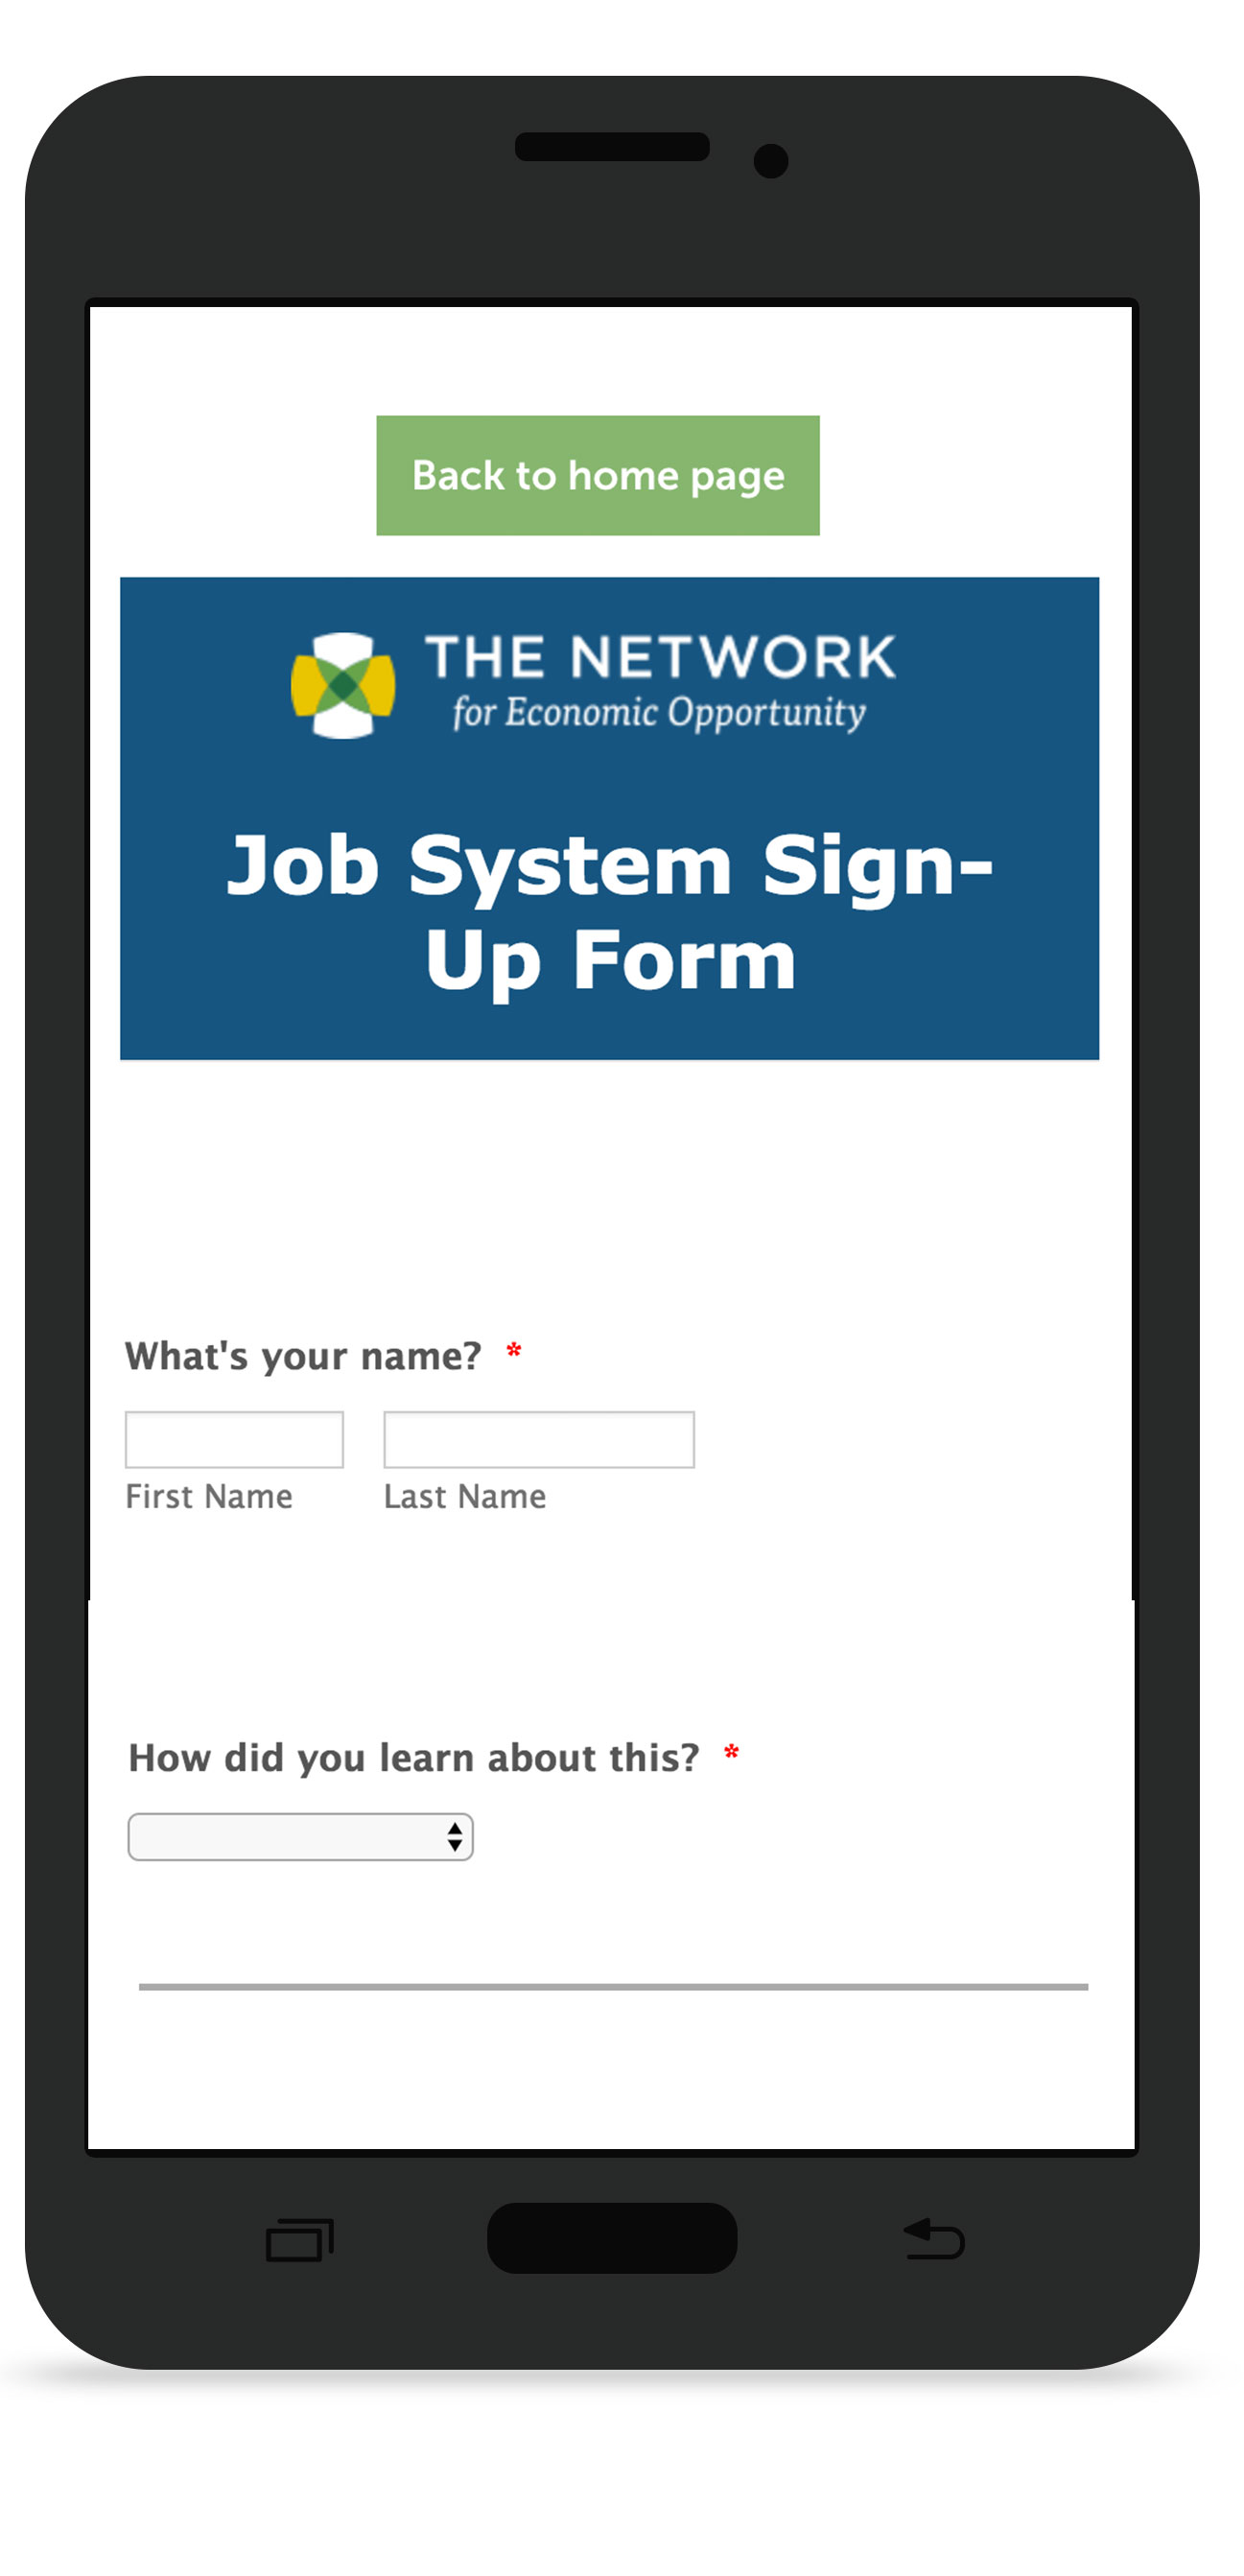 Back to home page
THE NETWORK
for Economic Opportunity
Job System Sign-
Up Form
What's your name? *
First Name Last Name
How did you learn about this? *